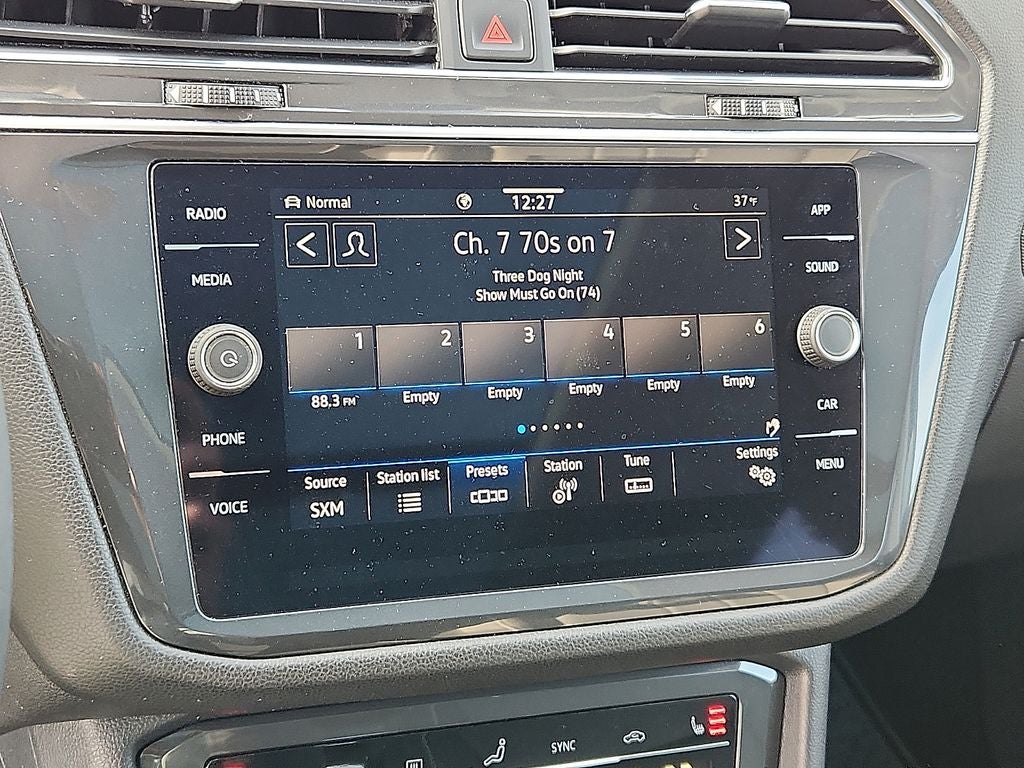 RADIO
MEDIA
PHONE
VOICE
Normal
12:27
37°F
Ch. 7 70s on 7
Three Dog Night
Show Must Go On (74)
1
2
3
4
5
6
88.3 FM
Empty
Empty
Empty
Empty
Empty
Source
SXM
Station list
Presets
Station
Tune
Settings
APP
SOUND
CAR
MENU
SYNC